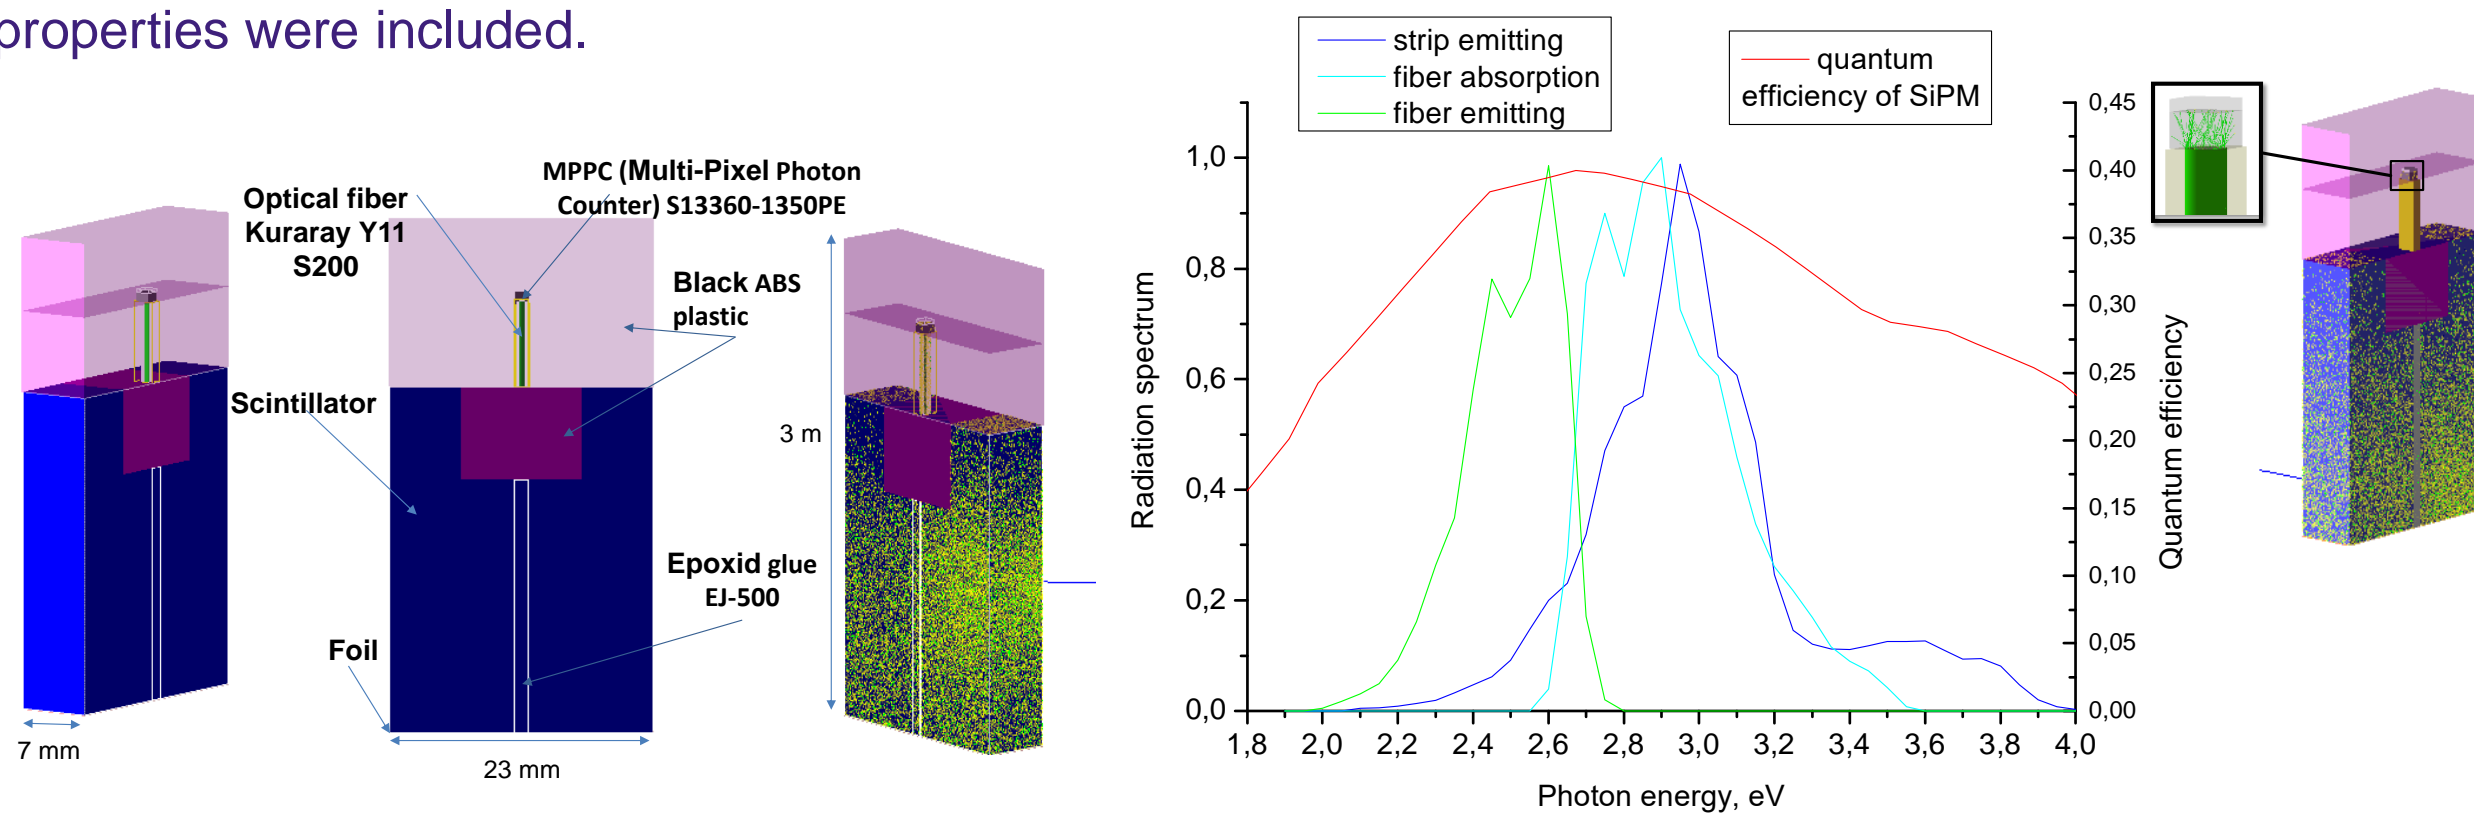 properties were included.
Optical fiber
Kuraray Y11
S200
MPPC (Multi-Pixel Photon
Counter) S13360-1350PE
Black ABS
plastic
Scintillator
Epoxid glue
EJ-500
Foil
7 mm
23 mm
3 m
strip emitting
fiber absorption
fiber emitting
quantum
efficiency of SiPM
Radiation spectrum
1,0
0,8
0,6
0,4
0,2
0,0
1,8 2,0 2,2 2,4 2,6 2,8 3,0 3,2 3,4 3,6 3,8 4,0
Photon energy, eV
0,45
0,40
0,35
0,30
0,25
0,20
0,15
0,10
0,05
0,00
Quantum efficiency